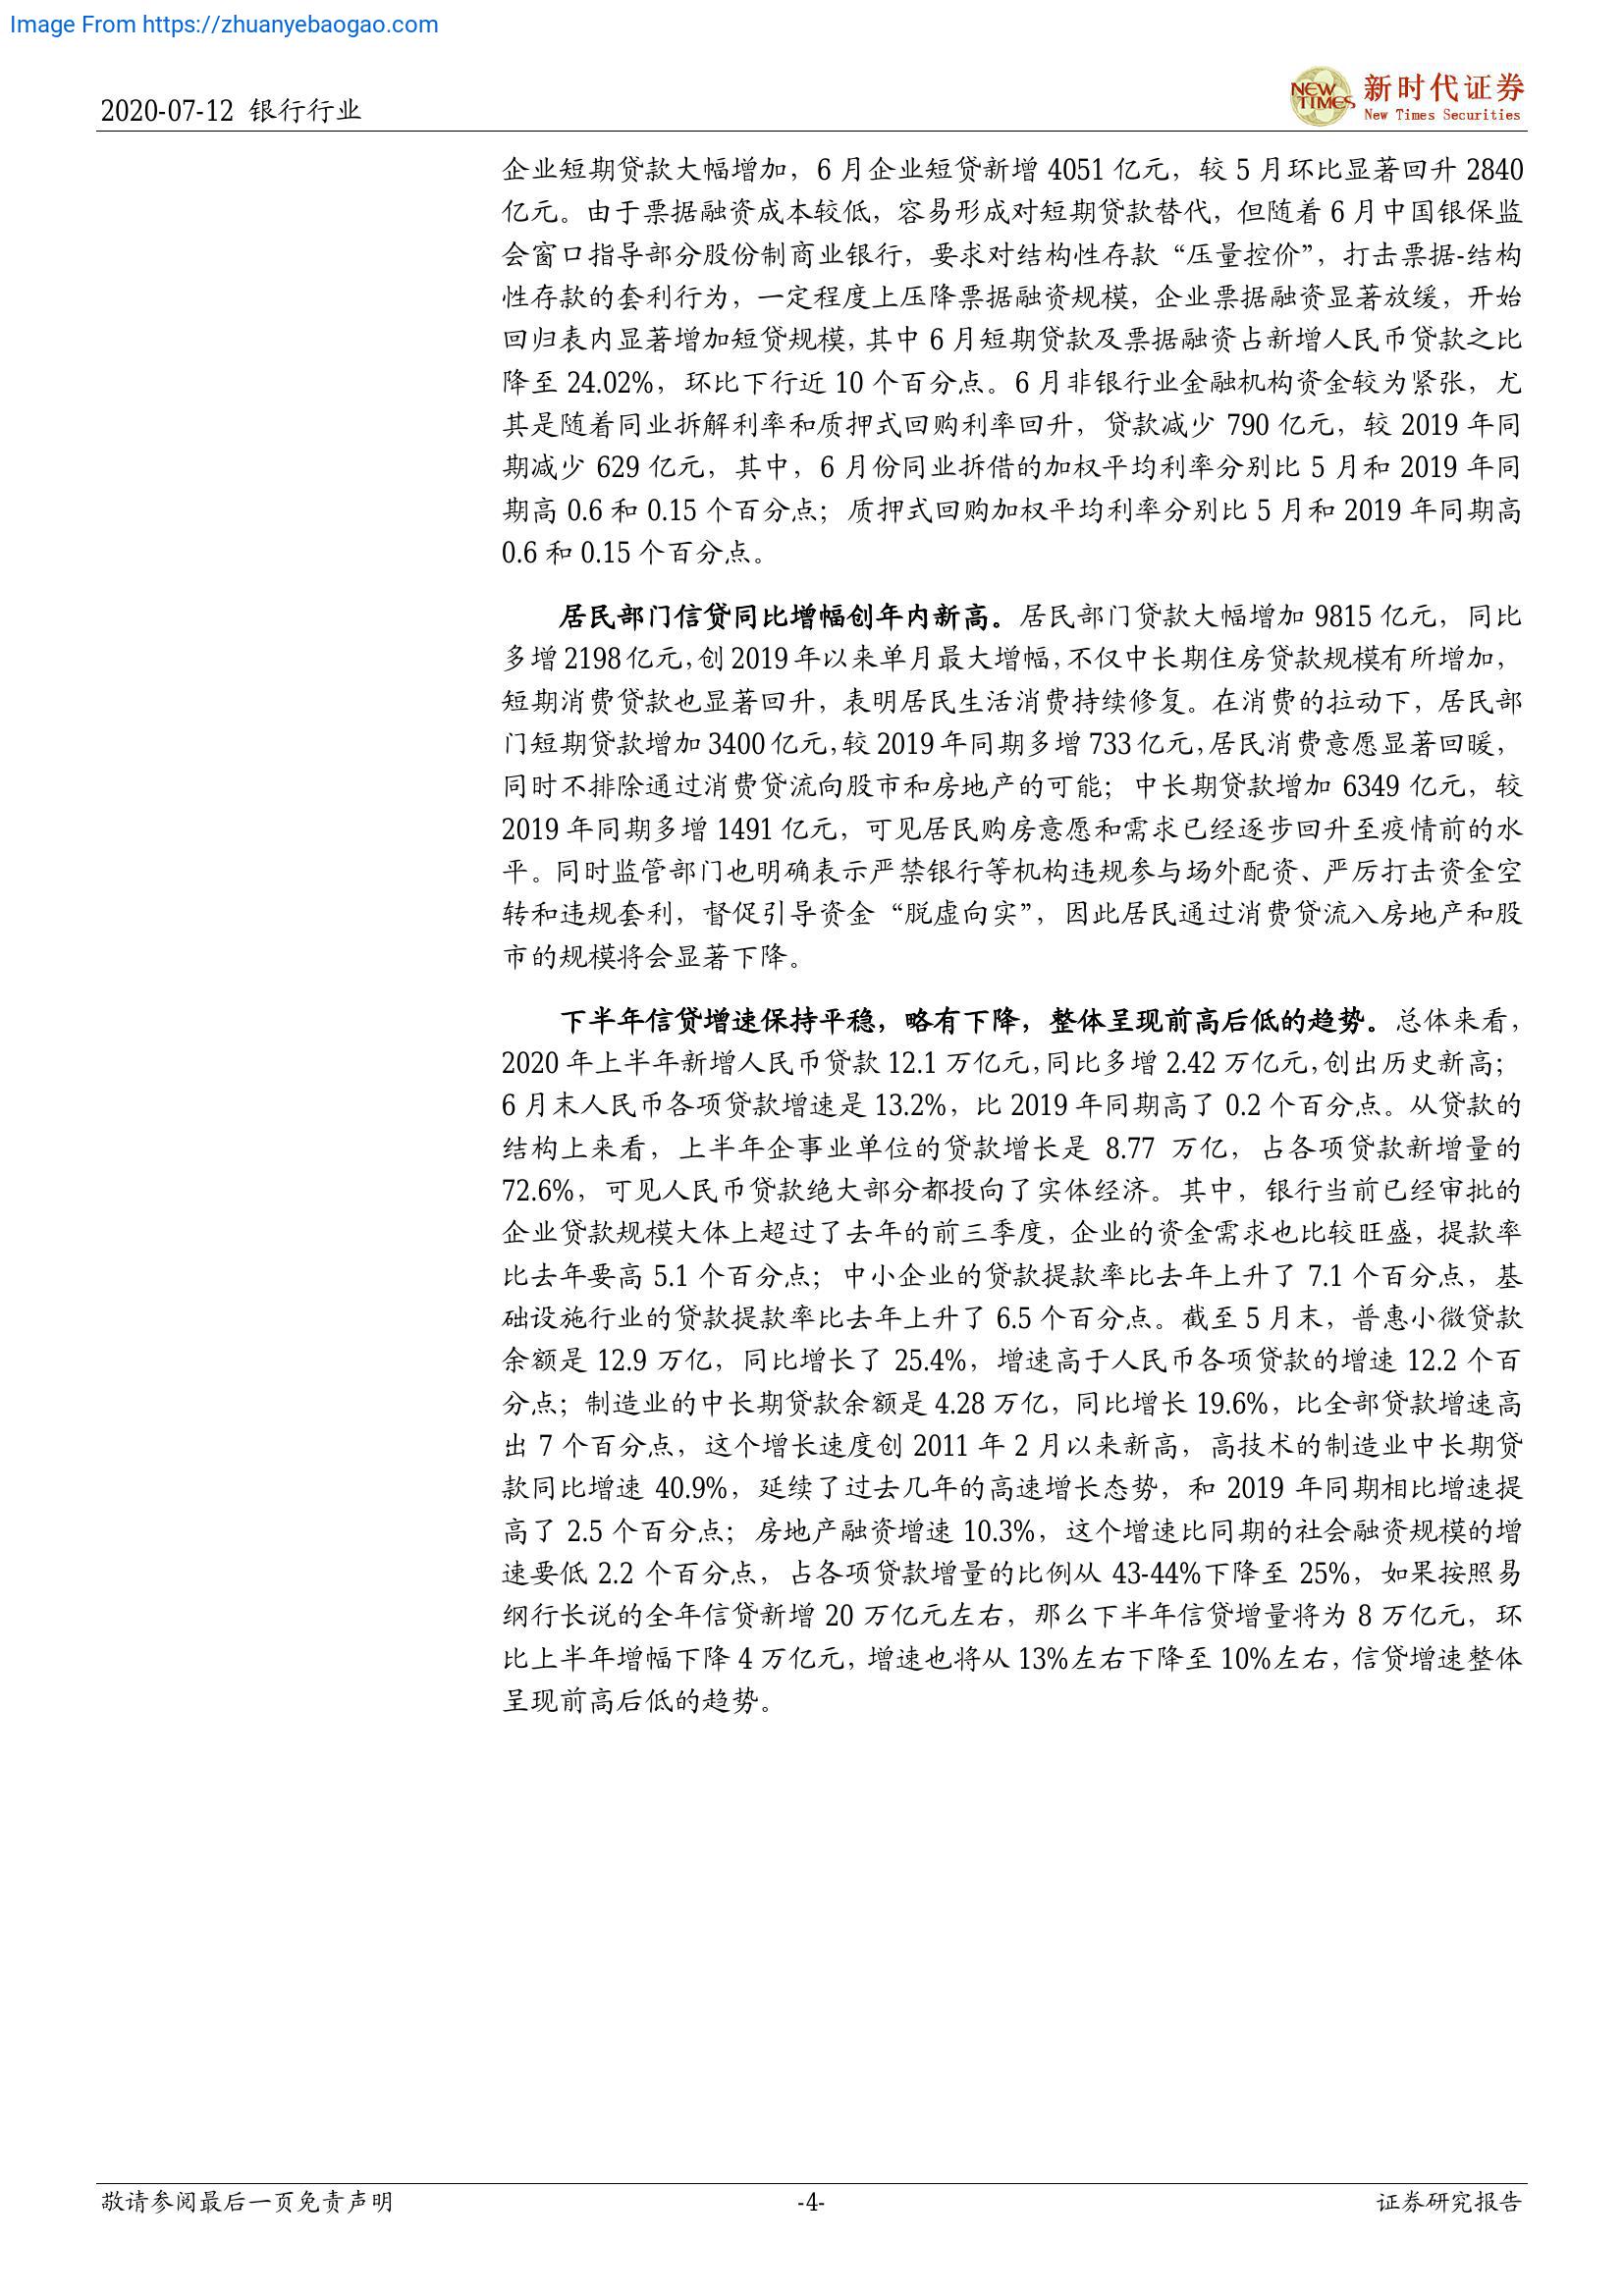 Image From https://zhuanyebaogao.com
2020-07-12 银行行业
NEW TIMES
新时代证券
New Times Securities
企业短期贷款大幅增加，6 月企业短贷新增 4051 亿元，较 5 月环比显著回升 2840
亿元。由于票据融资成本较低，容易形成对短期贷款替代，但随着 6 月中国银保监
会窗口指导部分股份制商业银行，要求对结构性存款“压量控价”，打击票据-结构
性存款的套利行为，一定程度上压降票据融资规模，企业票据融资显著放缓，开始
回归表内显著增加短贷规模，其中 6 月短期贷款及票据融资占新增人民币贷款之比
降至 24.02%，环比下行近 10 个百分点。6 月非银行业金融机构资金较为紧张，尤
其是随着同业拆解利率和质押式回购利率回升，贷款减少 790 亿元，较 2019 年同
期减少 629 亿元，其中，6 月份同业拆借的加权平均利率分别比 5 月和 2019 年同
期高 0.6 和 0.15 个百分点；质押式回购加权平均利率分别比 5 月和 2019 年同期高
0.6 和 0.15 个百分点。
居民部门信贷同比增幅创年内新高。居民部门贷款大幅增加 9815 亿元，同比
多增 2198 亿元，创 2019 年以来单月最大增幅，不仅中长期住房贷款规模有所增加，
短期消费贷款也显著回升，表明居民生活消费持续修复。在消费的拉动下，居民部
门短期贷款增加 3400 亿元，较 2019 年同期多增 733 亿元，居民消费意愿显著回暖，
同时不排除通过消费贷流向股市和房地产的可能；中长期贷款增加 6349 亿元，较
2019 年同期多增 1491 亿元，可见居民购房意愿和需求已经逐步回升至疫情前的水
平。同时监管部门也明确表示严禁银行等机构违规参与场外配资、严厉打击资金空
转和违规套利，督促引导资金“脱虚向实”，因此居民通过消费贷流入房地产和股
市的规模将会显著下降。
下半年信贷增速保持平稳，略有下降，整体呈现前高后低的趋势。总体来看，
2020 年上半年新增人民币贷款 12.1 万亿元，同比多增 2.42 万亿元，创出历史新高；
6 月末人民币各项贷款增速是 13.2%，比 2019 年同期高了 0.2 个百分点。从贷款的
结构上来看，上半年企事业单位的贷款增长是 8.77 万亿，占各项贷款新增量的
72.6%，可见人民币贷款绝大部分都投向了实体经济。其中，银行当前已经审批的
企业贷款规模大体上超过了去年的前三季度，企业的资金需求也比较旺盛，提款率
比去年要高 5.1 个百分点；中小企业的贷款提款率比去年上升了 7.1 个百分点，基
础设施行业的贷款提款率比去年上升了 6.5 个百分点。截至 5 月末，普惠小微贷款
余额是 12.9 万亿，同比增长了 25.4%，增速高于人民币各项贷款的增速 12.2 个百
分点；制造业的中长期贷款余额是 4.28 万亿，同比增长 19.6%，比全部贷款增速高
出 7 个百分点，这个增长速度创 2011 年 2 月以来新高，高技术的制造业中长期贷
款同比增速 40.9%，延续了过去几年的高速增长态势，和 2019 年同期相比增速提
高了 2.5 个百分点；房地产融资增速 10.3%，这个增速比同期的社会融资规模的增
速要低 2.2 个百分点，占各项贷款增量的比例从 43-44%下降至 25%，如果按照易
纲行长说的全年信贷新增 20 万亿元左右，那么下半年信贷增量将为 8 万亿元，环
比上半年增幅下降 4 万亿元，增速也将从 13%左右下降至 10%左右，信贷增速整体
呈现前高后低的趋势。
敬请参阅最后一页免责声明
-4-
证券研究报告